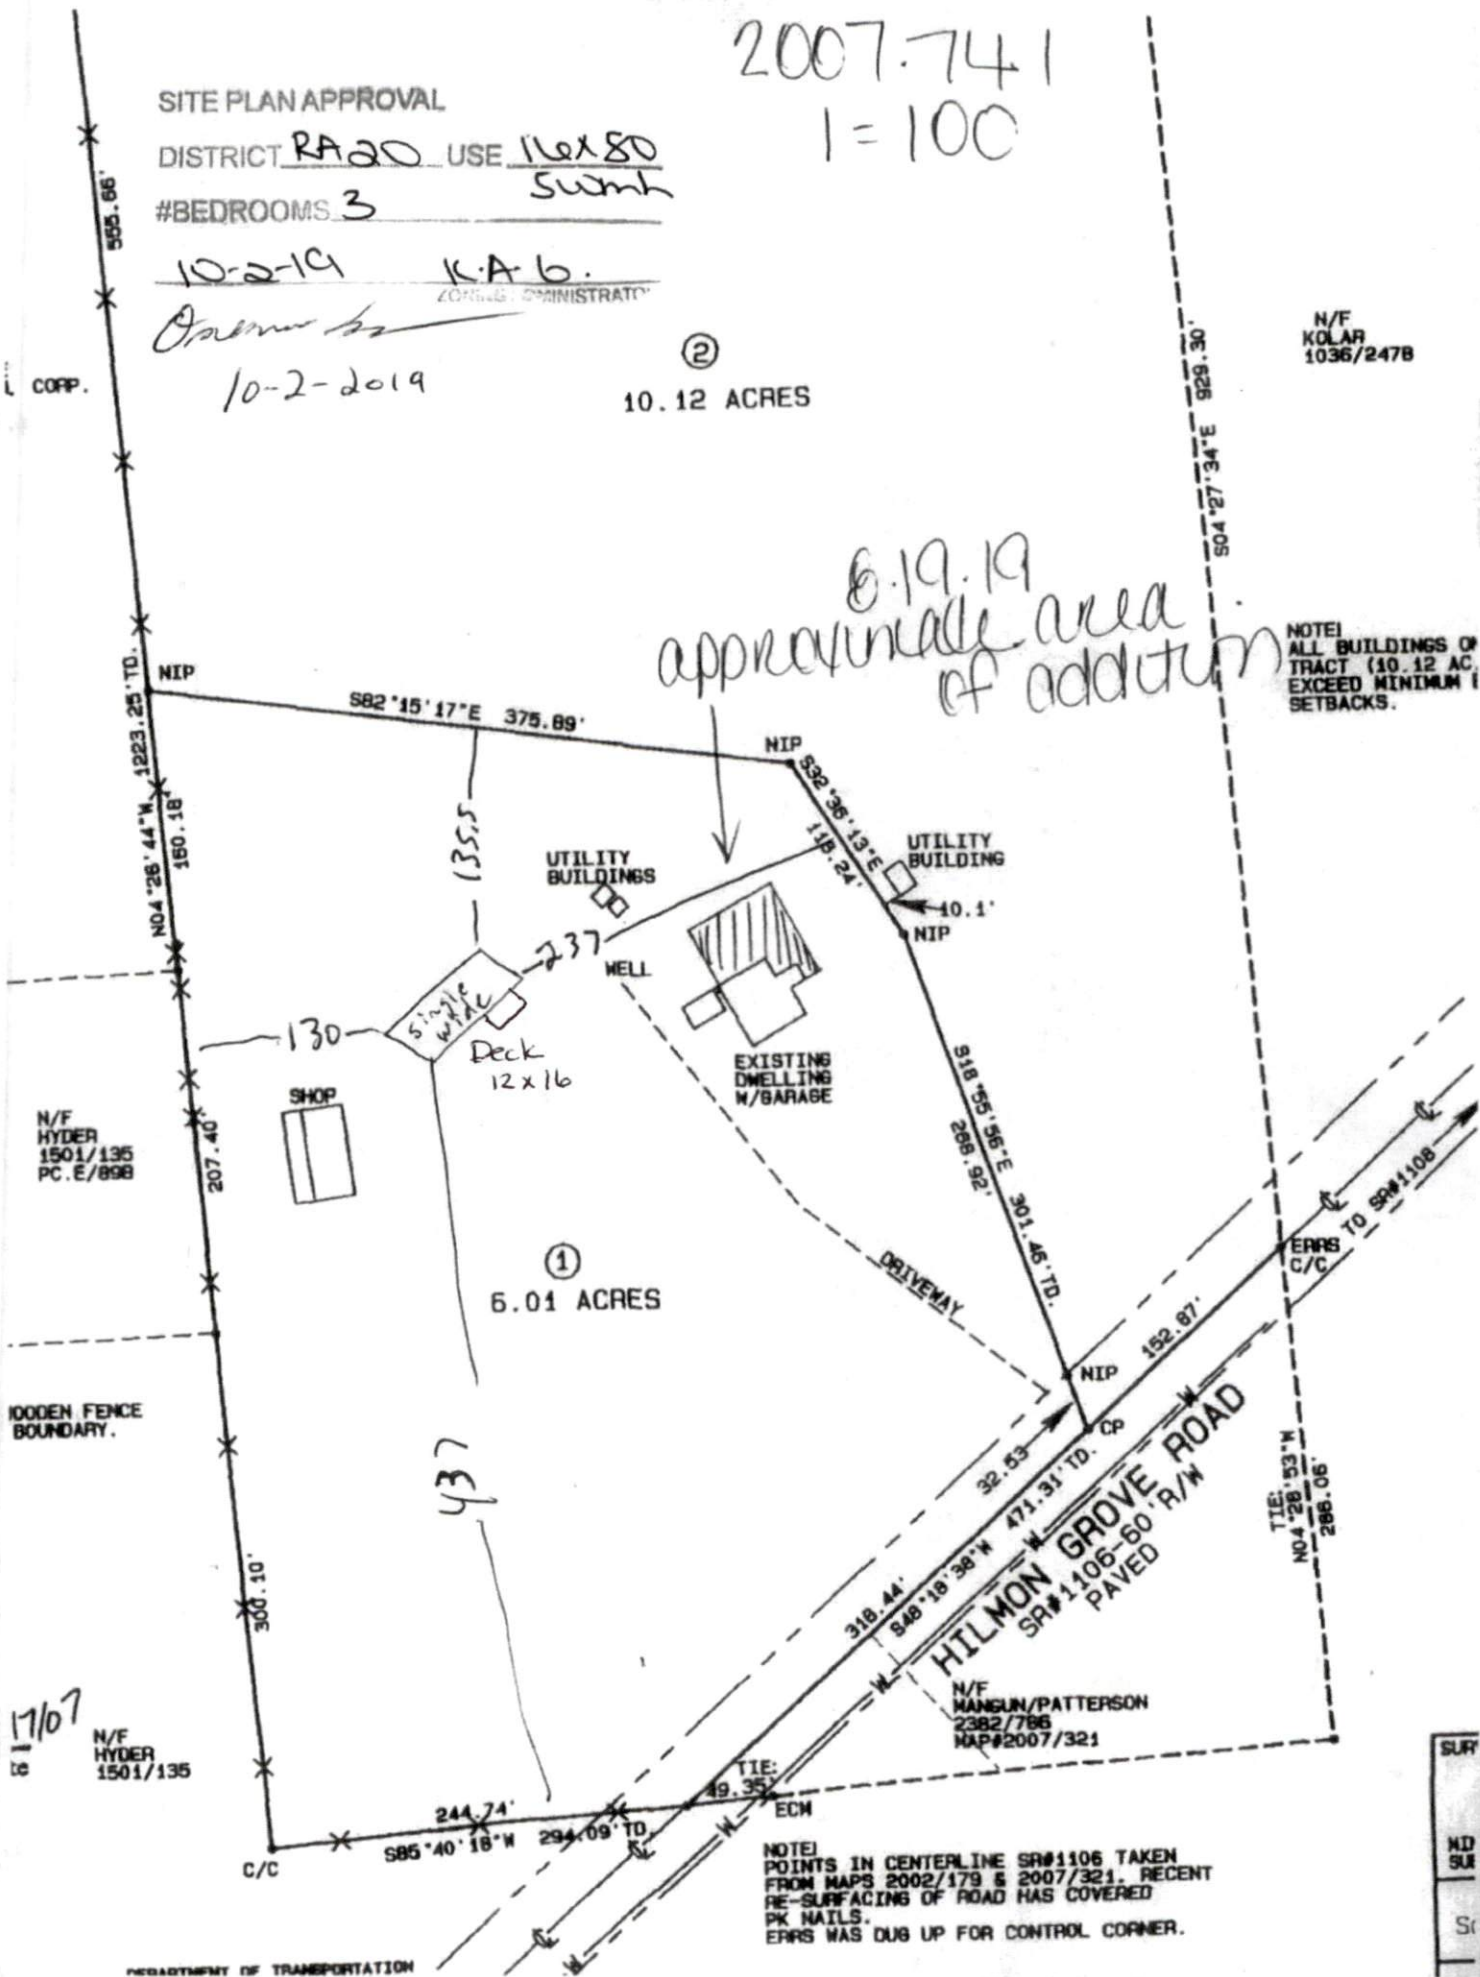 2007.741
1=100
SITE PLAN APPROVAL
DISTRICT RA20 USE 16x80
SWmh
#BEDROOMS 3
10-2-19 K.A.b.
ZONING ADMINISTRATO
10-2-2019
555.66'
CORP.
2
10.12 ACRES
N/F
KOLAR
1036/247B
S04°27'34"E 929.30'
6.19.19
approximate area
of addition
NOTE!
ALL BUILDINGS ON
TRACT (10.12 AC.
EXCEED MINIMUM
SETBACKS.
NIP
S82°15'17"E 375.89'
NIP
S32°36'13"E
118.24'
N04°26'44"W 1223.25'TD.
160.18'
135.5
UTILITY
BUILDINGS
UTILITY
BUILDING
10.1'
NIP
237
WELL
single
wide
130
Deck
12x16
EXISTING
DWELLING
W/GARAGE
SHOP
N/F
HYDER
1501/135
PC.E/898
207.40'
S18°55'56"E 301.46'TD.
268.92'
1
6.01 ACRES
DRIVEWAY
TO SR#1108
ERRS
C/C
152.87'
NIP
CP
WOODEN FENCE
BOUNDARY.
437
32.53
S48°18'38"W 471.31'TD.
318.44'
HILMON GROVE ROAD
SR#1106-60'R/W
PAVED
W
W
W
W
W
TIE:
N04°28'53"W
286.06'
300.10'
17/07
N/F
HYDER
1501/135
N/F
MANGUN/PATTERSON
2382/786
MAP#2007/321
TIE:
49.35'
ECM
244.74'
S85°40'18"W 294.09'TD.
C/C
NOTE!
POINTS IN CENTERLINE SR#1106 TAKEN
FROM MAPS 2002/179 & 2007/321. RECENT
RE-SURFACING OF ROAD HAS COVERED
PK NAILS.
ERRS WAS DUG UP FOR CONTROL CORNER.
DEPARTMENT OF TRANSPORTATION
SUR